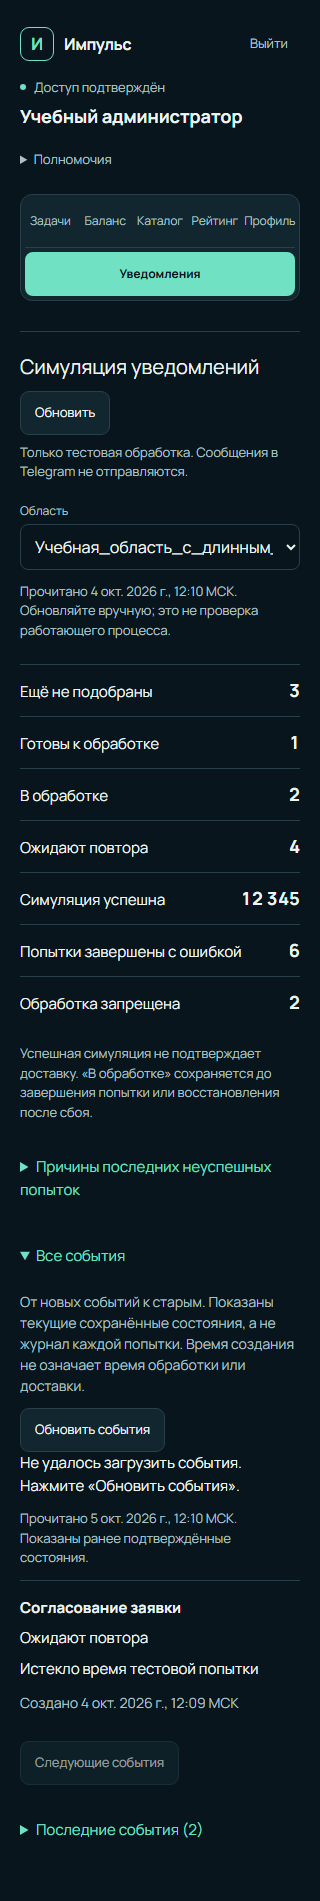 И Импульс Выйти
Доступ подтверждён
Учебный администратор
Полномочия
Задачи Баланс Каталог Рейтинг Профиль
Уведомления
Симуляция уведомлений
Обновить
Только тестовая обработка. Сообщения в
Telegram не отправляются.
Область
Учебная_область_с_длинным_
Прочитано 4 окт. 2026 г., 12:10 МСК.
Обновляйте вручную; это не проверка
работающего процесса.
Ещё не подобраны 3
Готовы к обработке 1
В обработке 2
Ожидают повтора 4
Симуляция успешна 12 345
Попытки завершены с ошибкой 6
Обработка запрещена 2
Успешная симуляция не подтверждает
доставку. «В обработке» сохраняется до
завершения попытки или восстановления
после сбоя.
Причины последних неуспешных
попыток
Все события
От новых событий к старым. Показаны
текущие сохранённые состояния, а не
журнал каждой попытки. Время создания
не означает время обработки или
доставки.
Обновить события
Не удалось загрузить события.
Нажмите «Обновить события».
Прочитано 5 окт. 2026 г., 12:10 МСК.
Показаны ранее подтверждённые
состояния.
Согласование заявки
Ожидают повтора
Истекло время тестовой попытки
Создано 4 окт. 2026 г., 12:09 МСК
Следующие события
Последние события (2)